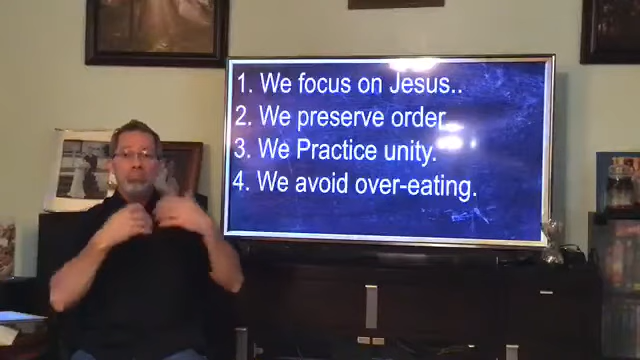 1. We focus on Jesus..
2. We preserve order.
3. We Practice unity.
4. We avoid over-eating.